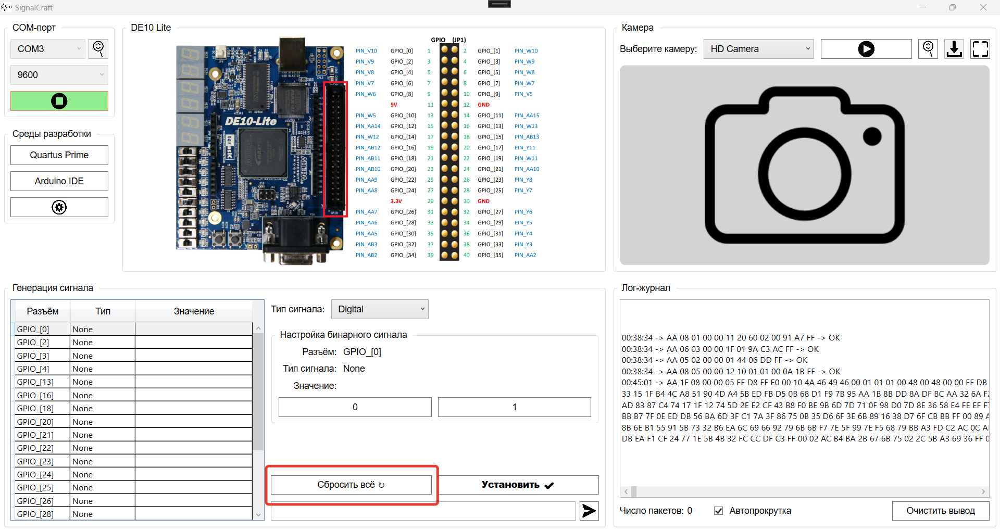 SignalCraft
COM-порт
COM3
9600
Среды разработки
Quartus Prime
Arduino IDE
DE10 Lite
DE10-Lite
terasic
GPIO (JP1)
PIN_V10 GPIO_[0] 1 2 GPIO_[1] PIN_W10
PIN_V9 GPIO_[2] 3 4 GPIO_[3] PIN_W9
PIN_V8 GPIO_[4] 5 6 GPIO_[5] PIN_W8
PIN_V7 GPIO_[6] 7 8 GPIO_[7] PIN_W7
PIN_W6 GPIO_[8] 9 10 GPIO_[9] PIN_V5
5V 11 12 GND
PIN_W5 GPIO_[10] 13 14 GPIO_[11] PIN_AA15
PIN_AA14 GPIO_[12] 15 16 GPIO_[13] PIN_W13
PIN_W12 GPIO_[14] 17 18 GPIO_[15] PIN_AB13
PIN_AB12 GPIO_[16] 19 20 GPIO_[17] PIN_Y11
PIN_AB11 GPIO_[18] 21 22 GPIO_[19] PIN_W11
PIN_AB10 GPIO_[20] 23 24 GPIO_[21] PIN_AA10
PIN_AA9 GPIO_[22] 25 26 GPIO_[23] PIN_Y8
PIN_AA8 GPIO_[24] 27 28 GPIO_[25] PIN_Y7
3.3V 29 30 GND
PIN_AA7 GPIO_[26] 31 32 GPIO_[27] PIN_Y6
PIN_AA6 GPIO_[28] 33 34 GPIO_[29] PIN_Y5
PIN_AA5 GPIO_[30] 35 36 GPIO_[31] PIN_Y4
PIN_AB3 GPIO_[32] 37 38 GPIO_[33] PIN_Y3
PIN_AB2 GPIO_[34] 39 40 GPIO_[35] PIN_AA2
Камера
Выберите камеру: HD Camera
Генерация сигнала
Разъём Тип Значение
GPIO_[0] None
GPIO_[2] None
GPIO_[3] None
GPIO_[4] None
GPIO_[13] None
GPIO_[16] None
GPIO_[18] None
GPIO_[20] None
GPIO_[21] None
GPIO_[22] None
GPIO_[23] None
GPIO_[24] None
GPIO_[25] None
GPIO_[26] None
GPIO_[28] None
Тип сигнала: Digital
Настройка бинарного сигнала
Разъём: GPIO_[0]
Тип сигнала: None
Значение:
0 1
Сбросить всё ↻ Установить ✔
Лог-журнал
00:38:34 -> AA 08 01 00 00 11 20 60 02 00 91 A7 FF -> OK
00:38:34 -> AA 06 03 00 00 1F 01 9A C3 AC FF -> OK
00:38:34 -> AA 05 02 00 00 01 44 06 DD FF -> OK
00:38:34 -> AA 08 05 00 00 12 10 01 01 00 0A 1B FF -> OK
00:45:01 -> AA 1F 08 00 00 05 FF D8 FF E0 00 10 4A 46 49 46 00 01 01 01 00 48 00 48 00 00 FF DB
33 15 1F B4 4C A8 51 90 4D A4 5B ED FB D5 0B 68 D1 F9 7B 95 AA 1B 8B DD 8A DF BC AA 32 6A
AD 83 87 C4 74 17 1F 12 74 5D 2E E2 CF 43 B8 F0 BE 9B 6D 7D 71 0F 98 D0 7D 8E 36 58 E4 FE EF
BB B7 7F 0E ED DB 56 BA 6D 3F C1 7A 3F 86 75 0B 35 D6 6F 3E 6B 89 16 38 D7 6F CB BB FF 00 89
8B 6E B1 55 91 5B 73 32 B6 EA 6C 69 66 92 79 6B 6B F7 7E 5F 99 7E F5 68 79 BB A3 FD C2 AC 0C
DB EA F1 CF 24 77 1E 5B 4B 32 FC CC DF C3 FF 00 02 AC B4 BA 2B 67 6B 75 02 2C 5B A3 69 36 FF
Число пакетов: 0 Автопрокрутка Очистить вывод